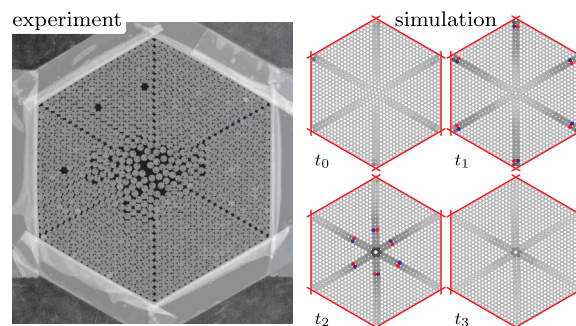 experiment
simulation
t₀
t₁
t₂
t₃